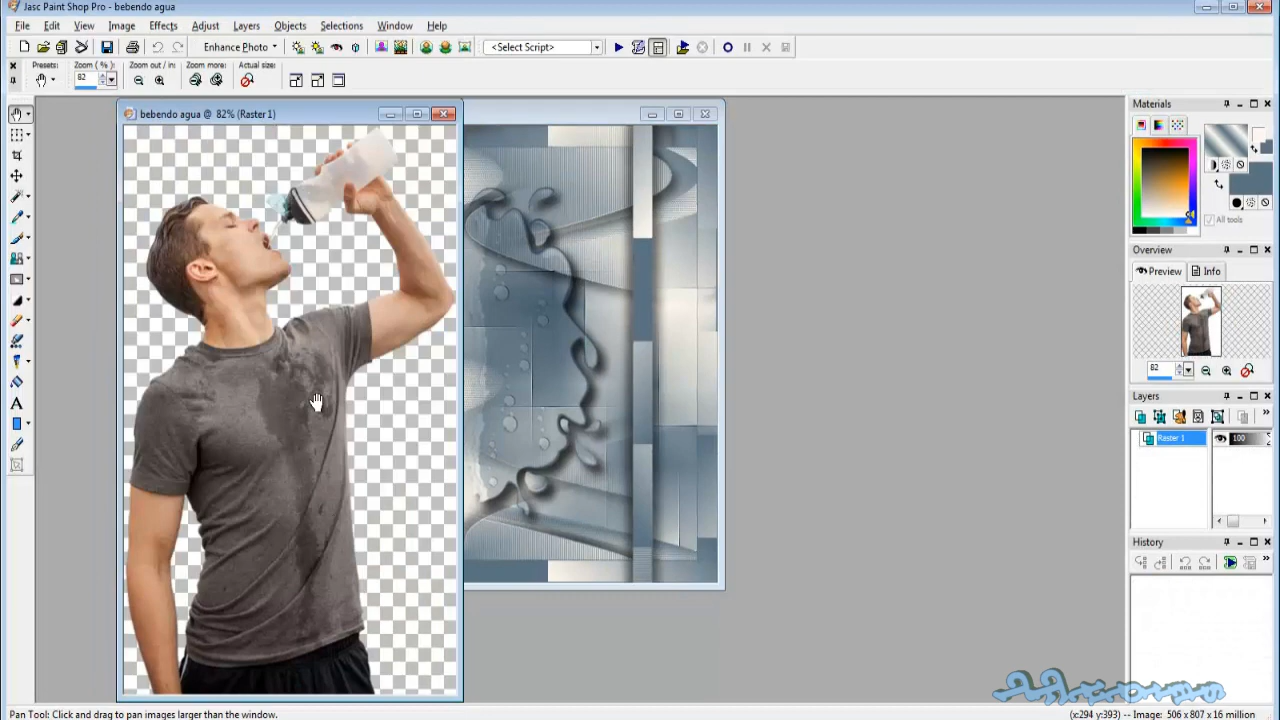 Jasc Paint Shop Pro - bebendo agua
File Edit View Image Effects Adjust Layers Objects Selections Window Help
Enhance Photo
<Select Script>
Presets: Zoom ( % ): Zoom out / in: Zoom more: Actual size:
82
bebendo agua @ 82% (Raster 1)
Materials
All tools
Overview
Preview Info
82
Layers
Raster 1 100
History
Pan Tool: Click and drag to pan images larger than the window.
(x:294 y:393) -- Image: 506 x 807 x 16 million